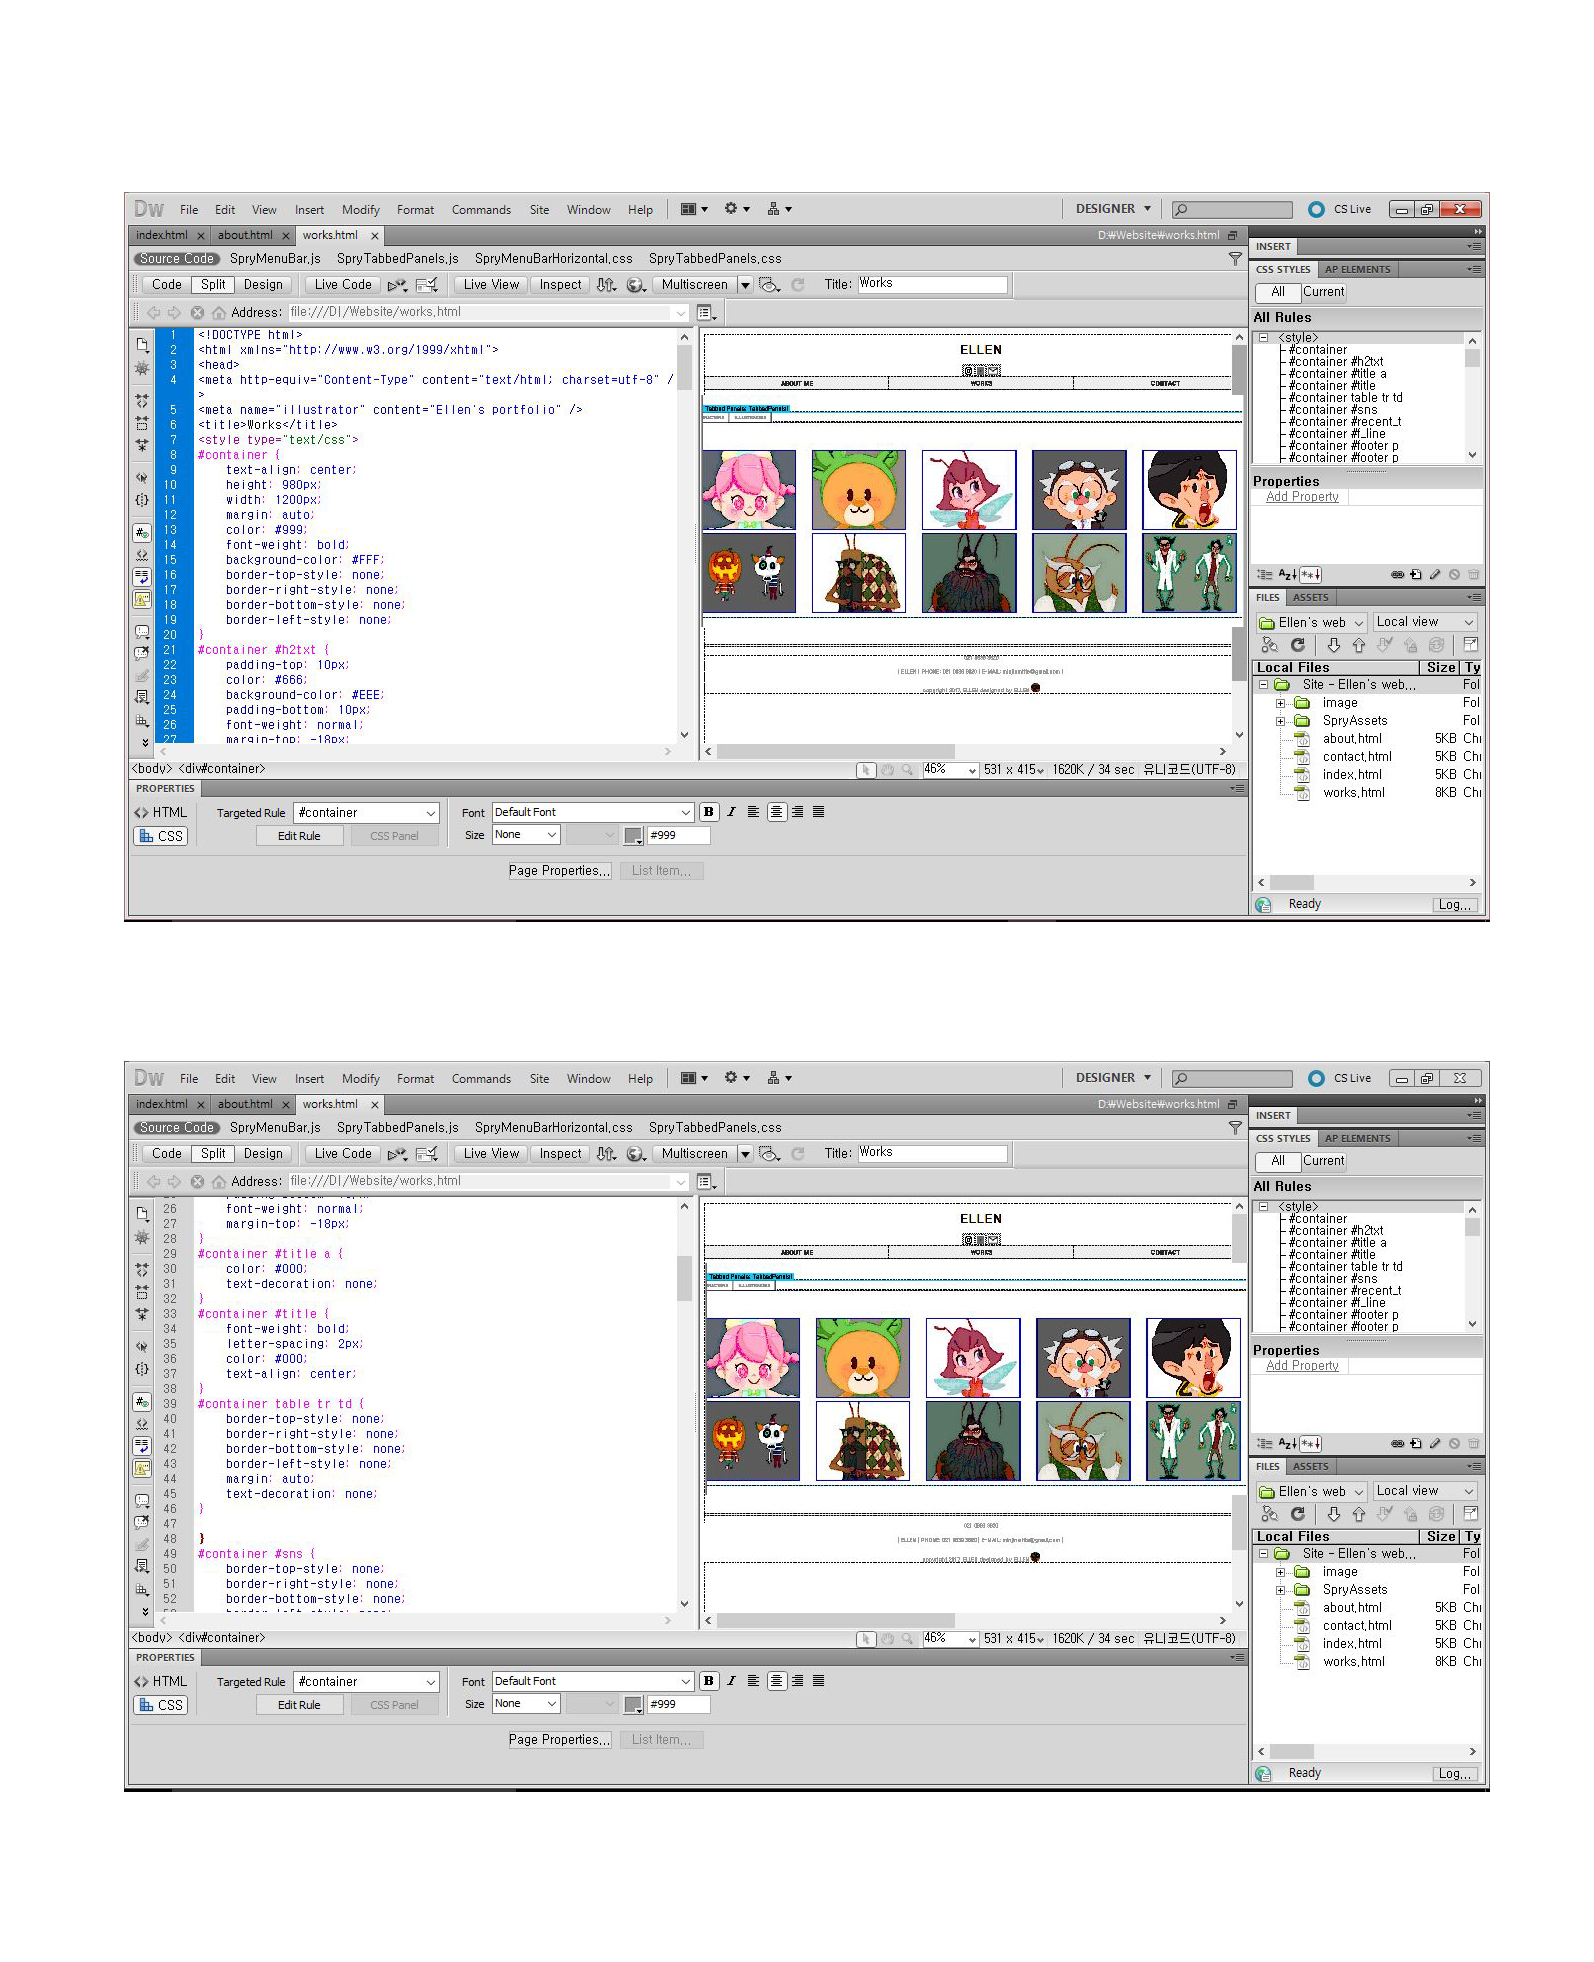 Dw File Edit View Insert Modify Format Commands Site Window Help DESIGNER CS Live
index.html about.html works.html D:₩Website₩works.html
Source Code SpryMenuBar.js SpryTabbedPanels.js SpryMenuBarHorizontal.css SpryTabbedPanels.css
Code Split Design Live Code Live View Inspect Multiscreen Title: Works
Address: file:///D|/Website/works.html
1 <!DOCTYPE html>
2 <html xmlns="http://www.w3.org/1999/xhtml">
3 <head>
4 <meta http-equiv="Content-Type" content="text/html; charset=utf-8" /
>
5 <meta name="illustrator" content="Ellen's portfolio" />
6 <title>Works</title>
7 <style type="text/css">
8 #container {
9 text-align: center;
10 height: 980px;
11 width: 1200px;
12 margin: auto;
13 color: #999;
14 font-weight: bold;
15 background-color: #FFF;
16 border-top-style: none;
17 border-right-style: none;
18 border-bottom-style: none;
19 border-left-style: none;
20 }
21 #container #h2txt {
22 padding-top: 10px;
23 color: #666;
24 background-color: #EEE;
25 padding-bottom: 10px;
26 font-weight: normal;
27 margin-top: -18px;
ELLEN
ABOUT ME WORKS CONTACT
Tabbed Panels: TabbedPanels1
copyright 2017. ELLEN designed by ELLEN
<body> <div#container> 46% 531 x 415 1620K / 34 sec 유니코드(UTF-8)
PROPERTIES
<> HTML Targeted Rule #container Font Default Font B I
CSS Edit Rule CSS Panel Size None #999
Page Properties... List Item...
INSERT
CSS STYLES AP ELEMENTS
All Current
All Rules
<style>
#container
#container #h2txt
#container #title a
#container #title
#container table tr td
#container #sns
#container #recent_t
#container #f_line
#container #footer p
#container #footer p
Properties
Add Property
FILES ASSETS
Ellen's web Local view
Local Files Size Ty
Site - Ellen's web... Fol
image Fol
SpryAssets Fol
about.html 5KB Chr
contact.html 5KB Chr
index.html 5KB Chr
works.html 8KB Chr
Ready Log...
Dw File Edit View Insert Modify Format Commands Site Window Help DESIGNER CS Live
index.html about.html works.html D:₩Website₩works.html
Source Code SpryMenuBar.js SpryTabbedPanels.js SpryMenuBarHorizontal.css SpryTabbedPanels.css
Code Split Design Live Code Live View Inspect Multiscreen Title: Works
Address: file:///D|/Website/works.html
26 font-weight: normal;
27 margin-top: -18px;
28 }
29 #container #title a {
30 color: #000;
31 text-decoration: none;
32 }
33 #container #title {
34 font-weight: bold;
35 letter-spacing: 2px;
36 color: #000;
37 text-align: center;
38 }
39 #container table tr td {
40 border-top-style: none;
41 border-right-style: none;
42 border-bottom-style: none;
43 border-left-style: none;
44 margin: auto;
45 text-decoration: none;
46 }
47
48 }
49 #container #sns {
50 border-top-style: none;
51 border-right-style: none;
52 border-bottom-style: none;
ELLEN
ABOUT ME WORKS CONTACT
Tabbed Panels: TabbedPanels1
copyright 2017. ELLEN designed by ELLEN
<body> <div#container> 46% 531 x 415 1620K / 34 sec 유니코드(UTF-8)
PROPERTIES
<> HTML Targeted Rule #container Font Default Font B I
CSS Edit Rule CSS Panel Size None #999
Page Properties... List Item...
INSERT
CSS STYLES AP ELEMENTS
All Current
All Rules
<style>
#container
#container #h2txt
#container #title a
#container #title
#container table tr td
#container #sns
#container #recent_t
#container #f_line
#container #footer p
#container #footer p
Properties
Add Property
FILES ASSETS
Ellen's web Local view
Local Files Size Ty
Site - Ellen's web... Fol
image Fol
SpryAssets Fol
about.html 5KB Chr
contact.html 5KB Chr
index.html 5KB Chr
works.html 8KB Chr
Ready Log...